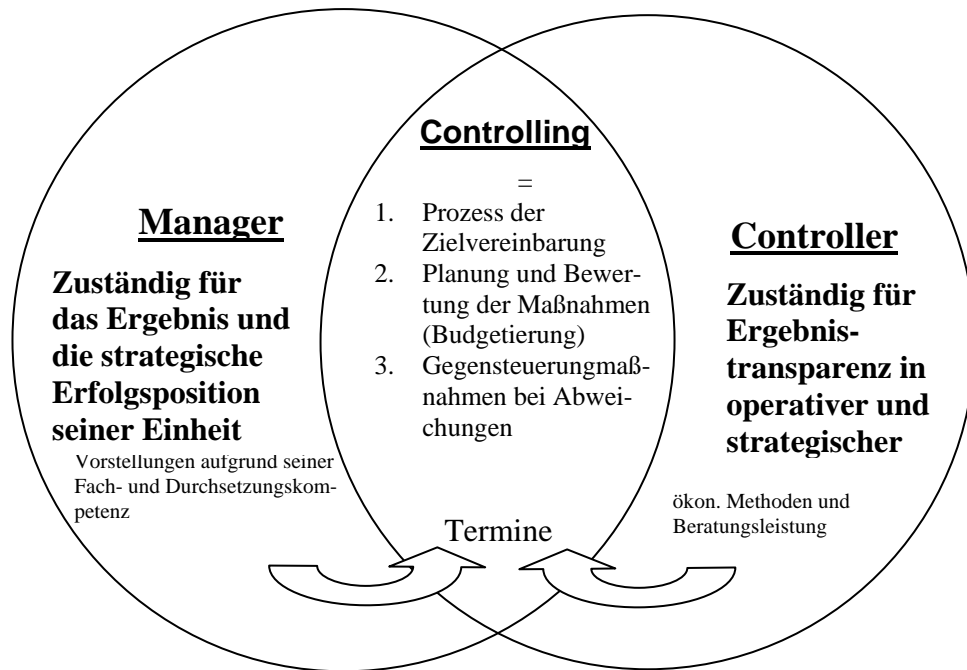 Controlling
=
1. Prozess der
Zielvereinbarung
2. Planung und Bewer-
tung der Maßnahmen
(Budgetierung)
3. Gegensteuerungmaß-
nahmen bei Abwei-
chungen
Manager
Zuständig für
das Ergebnis und
die strategische
Erfolgsposition
seiner Einheit
Vorstellungen aufgrund seiner
Fach- und Durchsetzungskom-
petenz
Controller
Zuständig für
Ergebnis-
transparenz in
operativer und
strategischer
ökon. Methoden und
Beratungsleistung
Termine